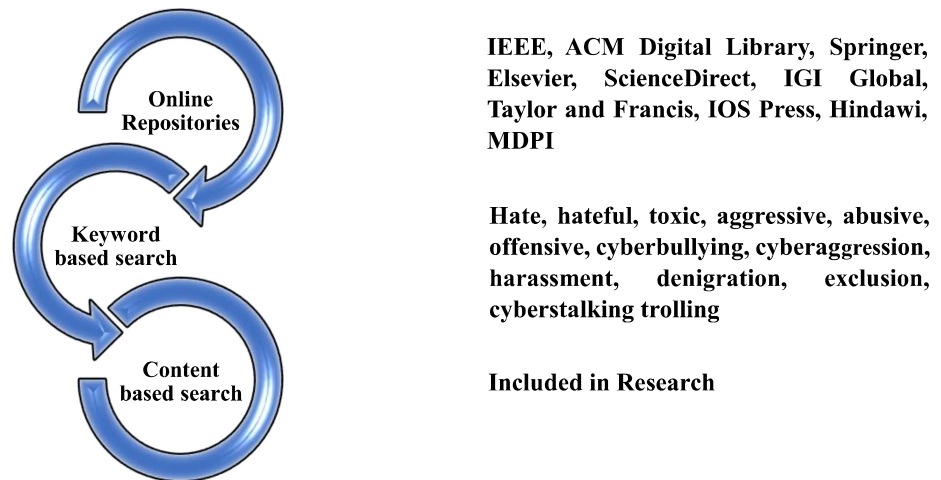 Online
Repositories
IEEE, ACM Digital Library, Springer,
Elsevier, ScienceDirect, IGI Global,
Taylor and Francis, IOS Press, Hindawi,
MDPI
Keyword
based search
Hate, hateful, toxic, aggressive, abusive,
offensive, cyberbullying, cyberaggression,
harassment, denigration, exclusion,
cyberstalking trolling
Content
based search
Included in Research